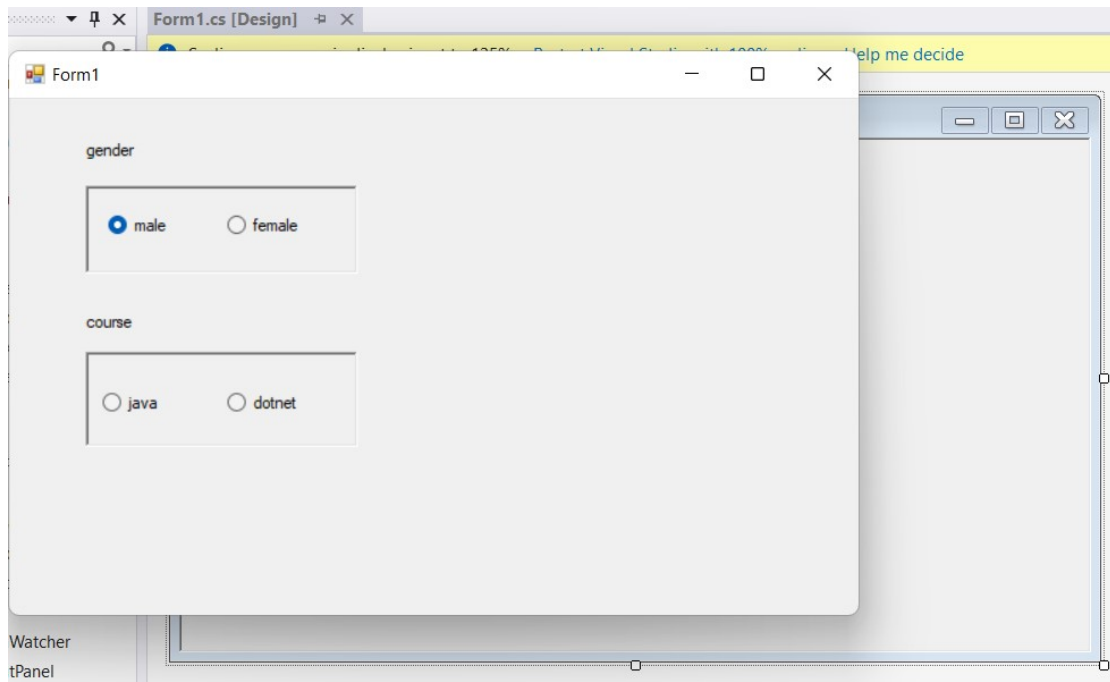 Form1.cs [Design]
Help me decide
Form1
gender
male
female
course
java
dotnet
Watcher
tPanel